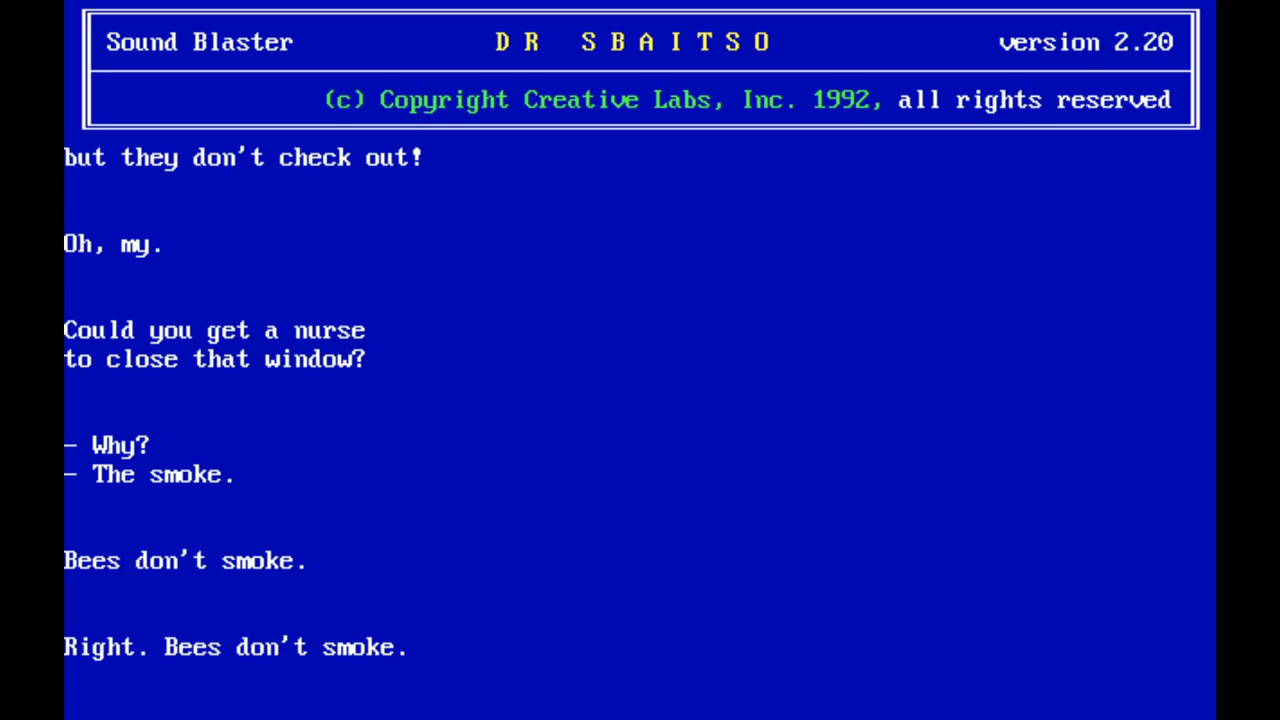 Sound Blaster D R S B A I T S O version 2.20
(c) Copyright Creative Labs, Inc. 1992, all rights reserved
but they don't check out!
Oh, my.
Could you get a nurse
to close that window?
- Why?
- The smoke.
Bees don't smoke.
Right. Bees don't smoke.